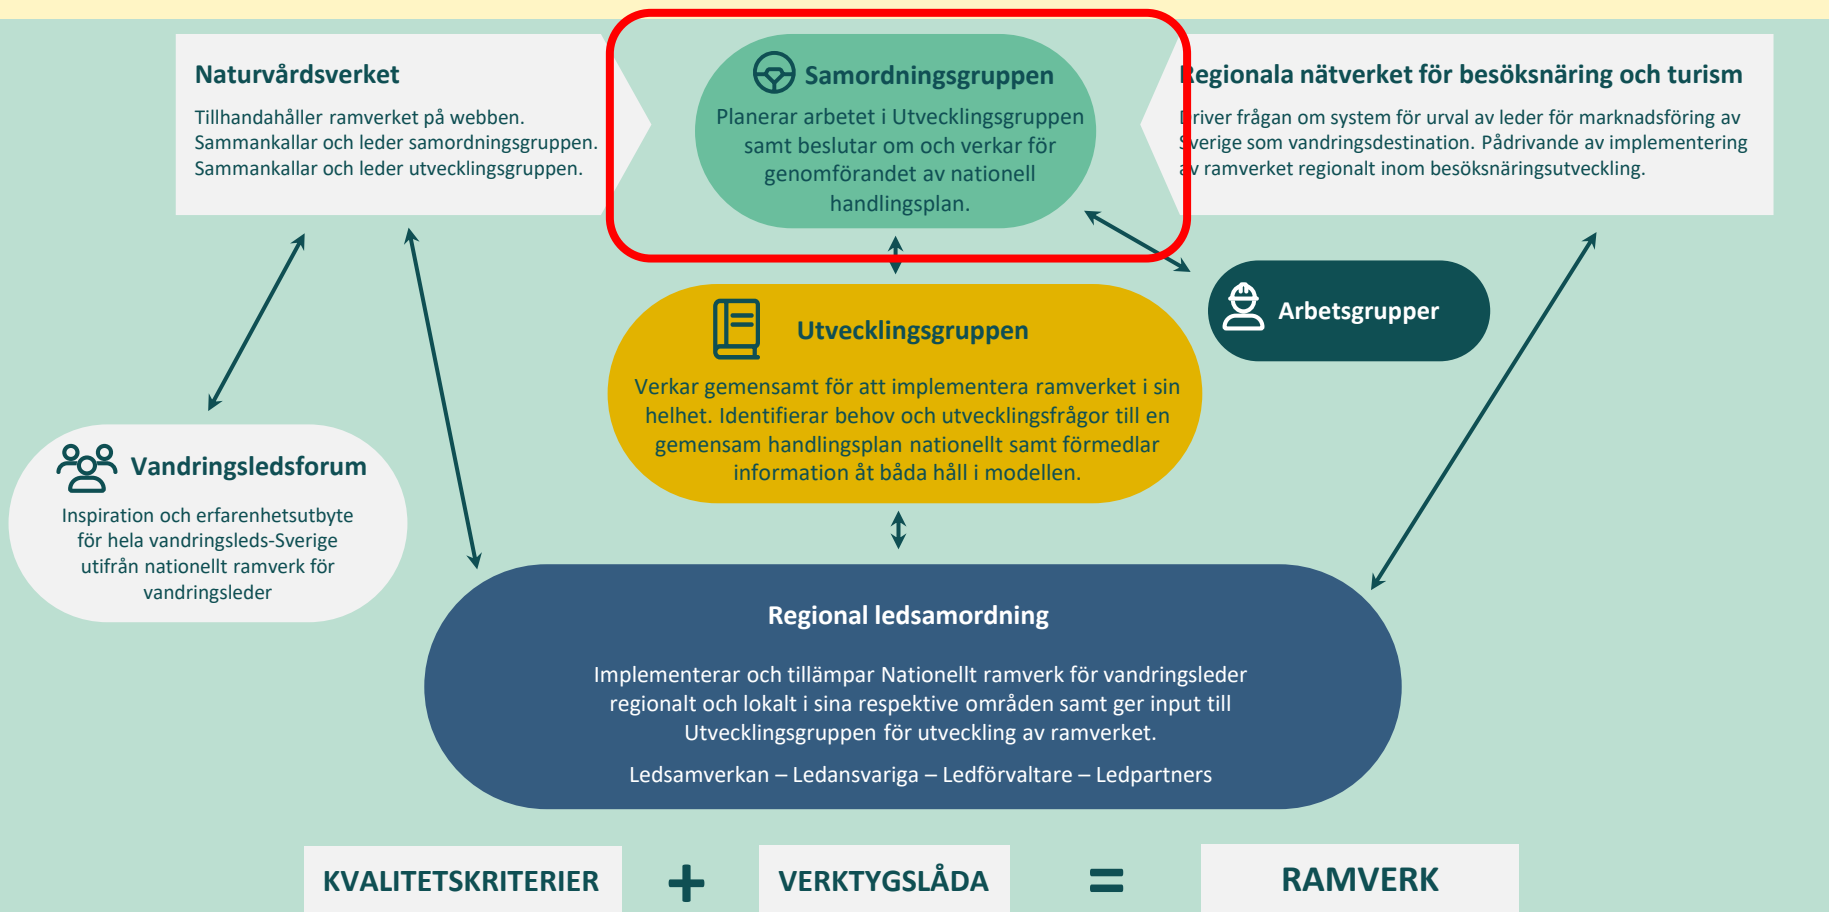 Naturvårdsverket
Tillhandahåller ramverket på webben.
Sammankallar och leder samordningsgruppen.
Sammankallar och leder utvecklingsgruppen.
Samordningsgruppen
Planerar arbetet i Utvecklingsgruppen
samt beslutar om och verkar för
genomförandet av nationell
handlingsplan.
Regionala nätverket för besöksnäring och turism
Driver frågan om system för urval av leder för marknadsföring av
Sverige som vandringsdestination. Pådrivande av implementering
av ramverket regionalt inom besöksnäringsutveckling.
Arbetsgrupper
Utvecklingsgruppen
Verkar gemensamt för att implementera ramverket i sin
helhet. Identifierar behov och utvecklingsfrågor till en
gemensam handlingsplan nationellt samt förmedlar
information åt båda håll i modellen.
Vandringsledsforum
Inspiration och erfarenhetsutbyte
för hela vandringsleds-Sverige
utifrån nationellt ramverk för
vandringsleder
Regional ledsamordning
Implementerar och tillämpar Nationellt ramverk för vandringsleder
regionalt och lokalt i sina respektive områden samt ger input till
Utvecklingsgruppen för utveckling av ramverket.
Ledsamverkan – Ledansvariga – Ledförvaltare – Ledpartners
KVALITETSKRITERIER + VERKTYGSLÅDA = RAMVERK